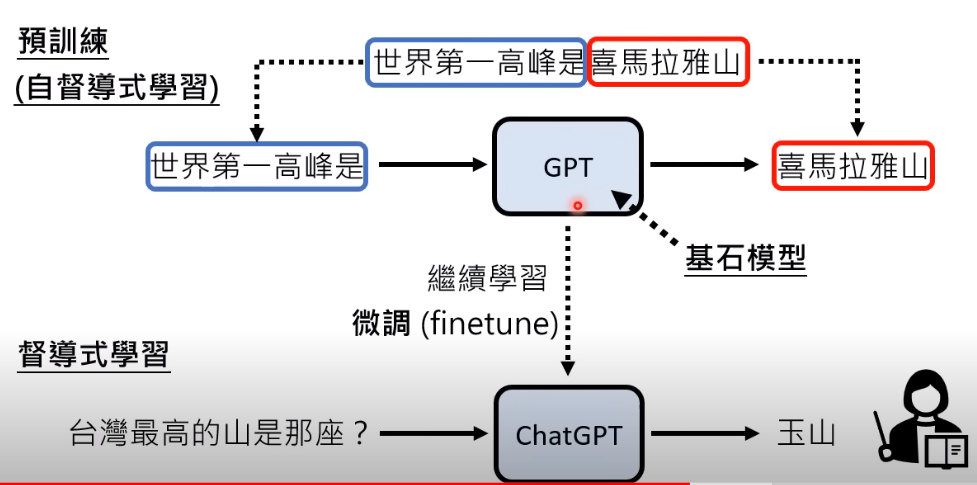 預訓練
(自督導式學習)
世界第一高峰是喜馬拉雅山
世界第一高峰是
GPT
喜馬拉雅山
基石模型
繼續學習
微調 (finetune)
督導式學習
台灣最高的山是那座？
ChatGPT
玉山